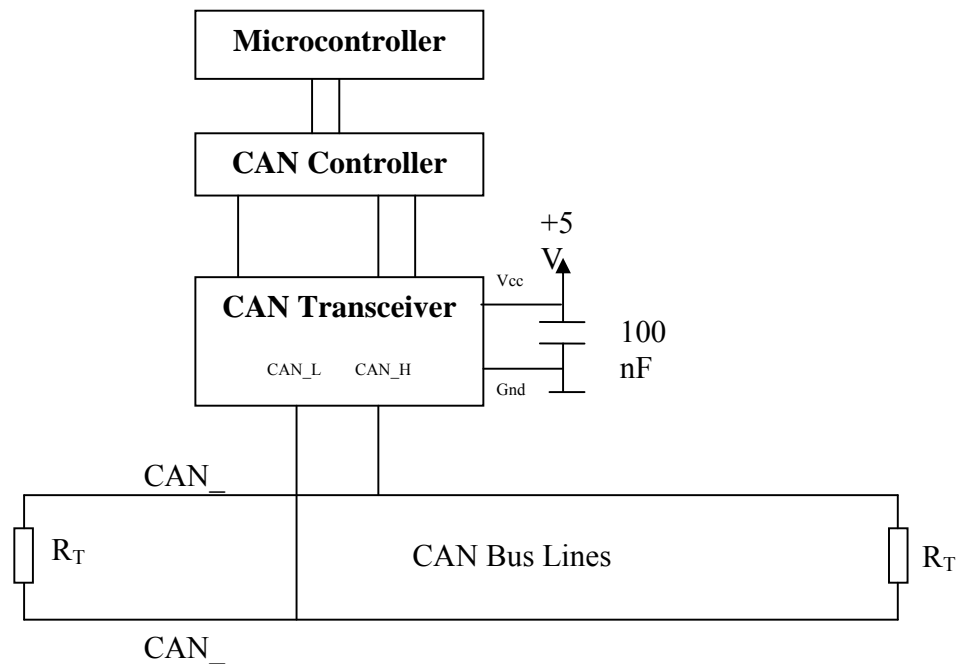 Microcontroller
CAN Controller
+5
V
Vcc
CAN Transceiver
100
nF
CAN_L CAN_H
Gnd
CAN_
RT
CAN Bus Lines
RT
CAN_